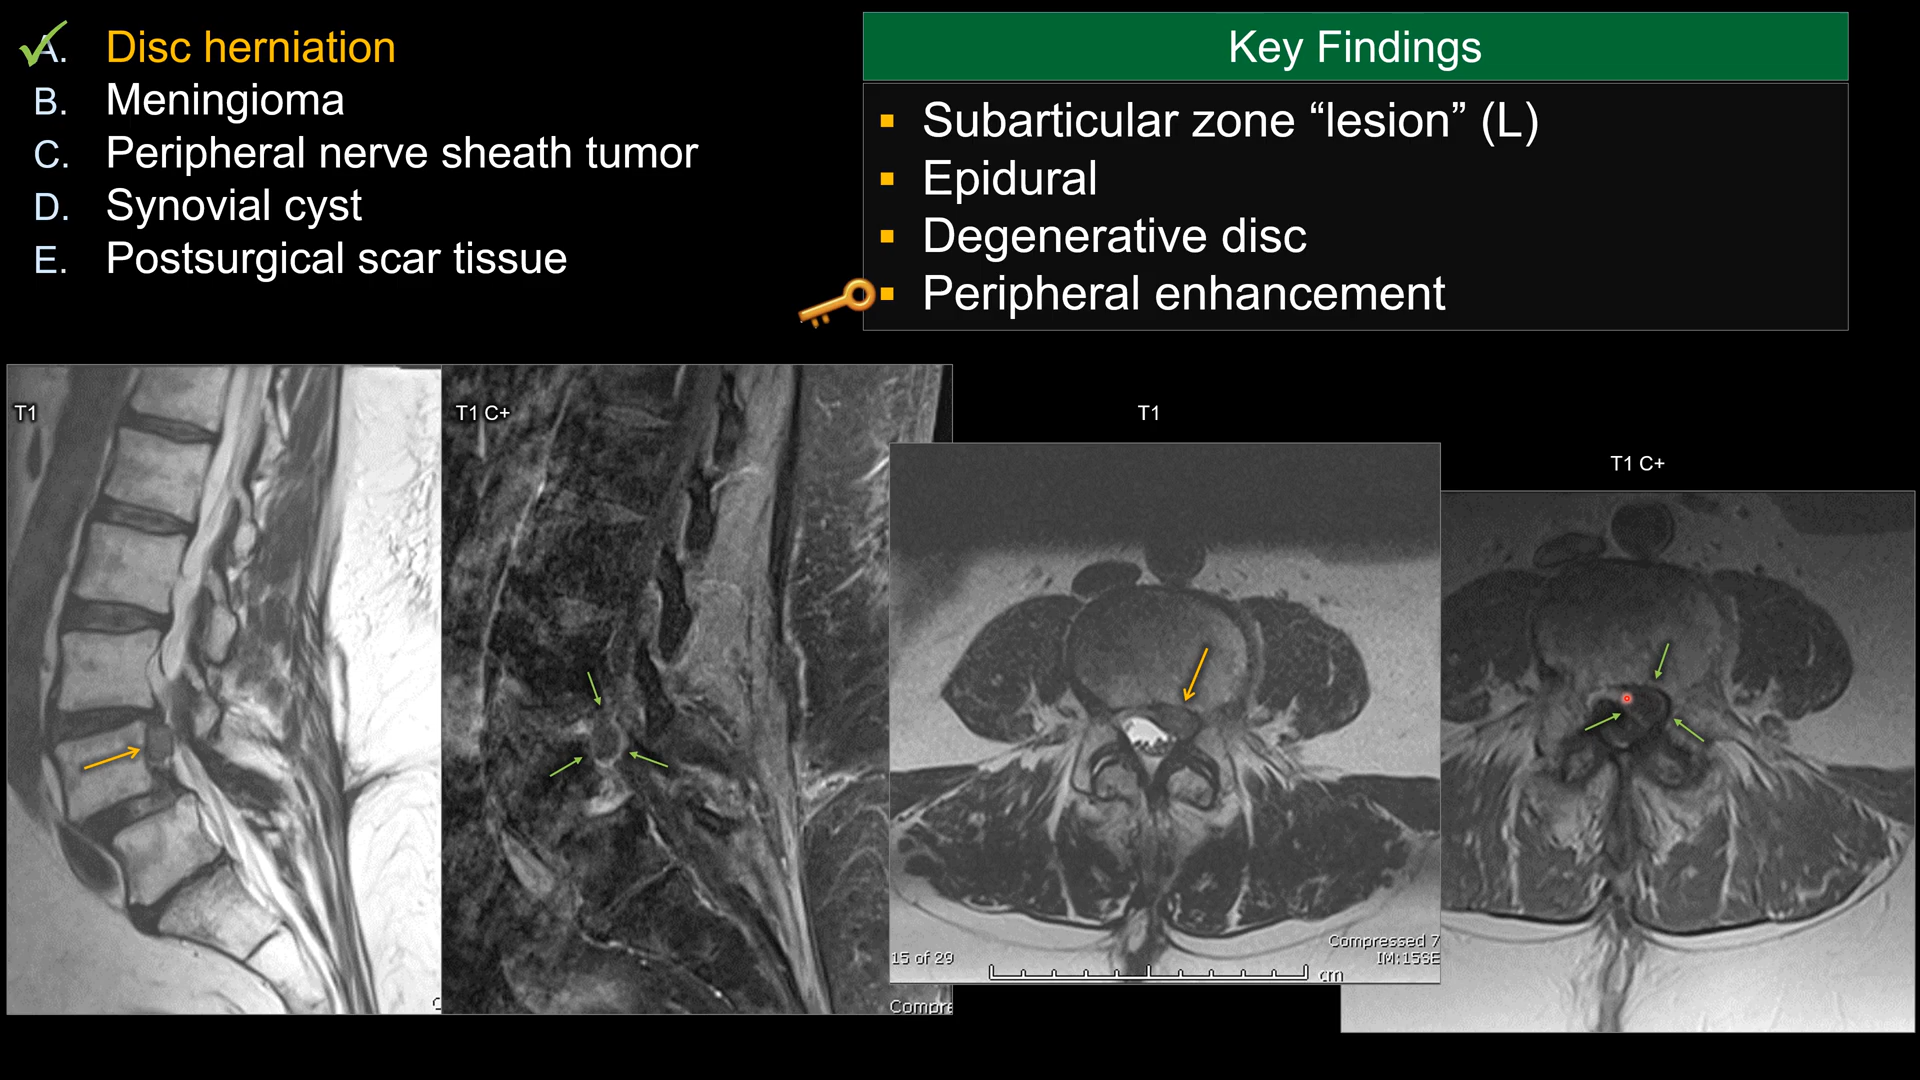 A. Disc herniation
B. Meningioma
C. Peripheral nerve sheath tumor
D. Synovial cyst
E. Postsurgical scar tissue
Key Findings
Subarticular zone “lesion” (L)
Epidural
Degenerative disc
Peripheral enhancement
T1
T1 C+
T1
T1 C+
15 of 29
Compressed 7
IM:15SE
cm
Compre